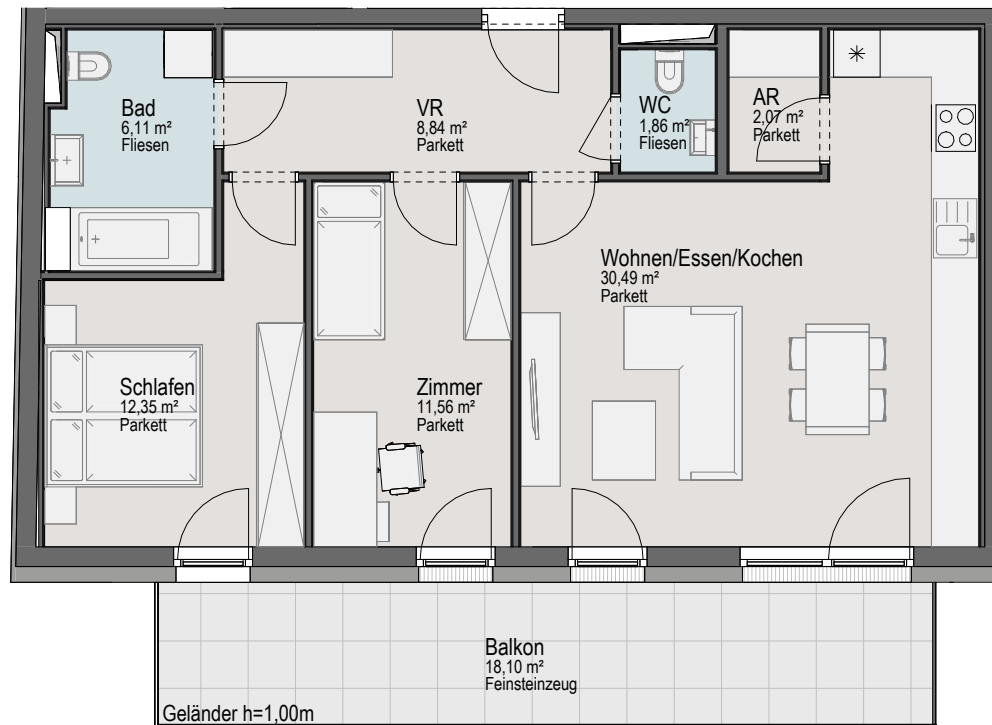 Bad
6,11 m²
Fliesen
VR
8,84 m²
Parkett
WC
1,86 m²
Fliesen
AR
2,07 m²
Parkett
Wohnen/Essen/Kochen
30,49 m²
Parkett
Schlafen
12,35 m²
Parkett
Zimmer
11,56 m²
Parkett
Balkon
18,10 m²
Feinsteinzeug
Geländer h=1,00m